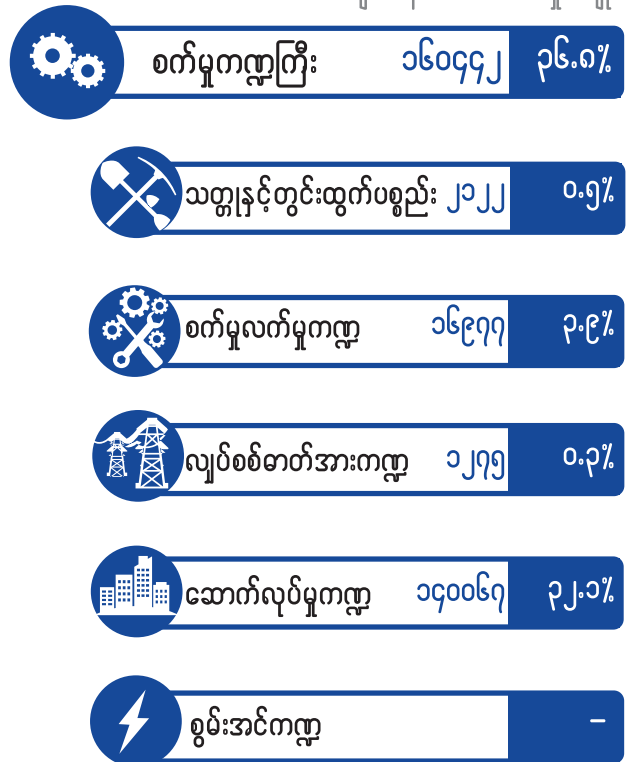 စက်မှုကဏ္ဍကြီး ၁၆၀၄၄၂ ၃၆.၈%
သတ္တုနှင့်တွင်းထွက်ပစ္စည်း ၂၁၂၂ ၀.၅%
စက်မှုလက်မှုကဏ္ဍ ၁၆၉၇၇ ၃.၉%
လျှပ်စစ်ဓာတ်အားကဏ္ဍ ၁၂၇၅ ၀.၃%
ဆောက်လုပ်မှုကဏ္ဍ ၁၄၀၀၆၇ ၃၂.၁%
စွမ်းအင်ကဏ္ဍ –